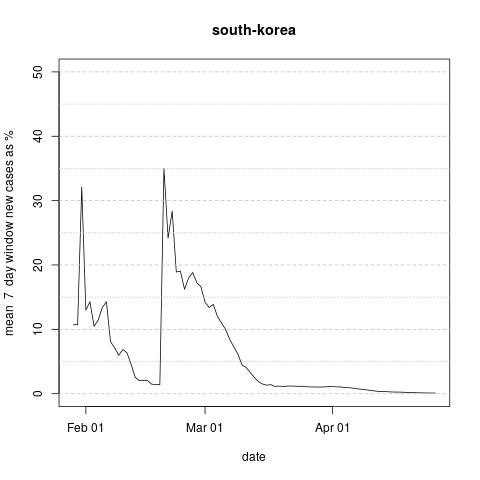 south-korea
mean 7 day window new cases as %
50
40
30
20
10
0
Feb 01
Mar 01
Apr 01
date